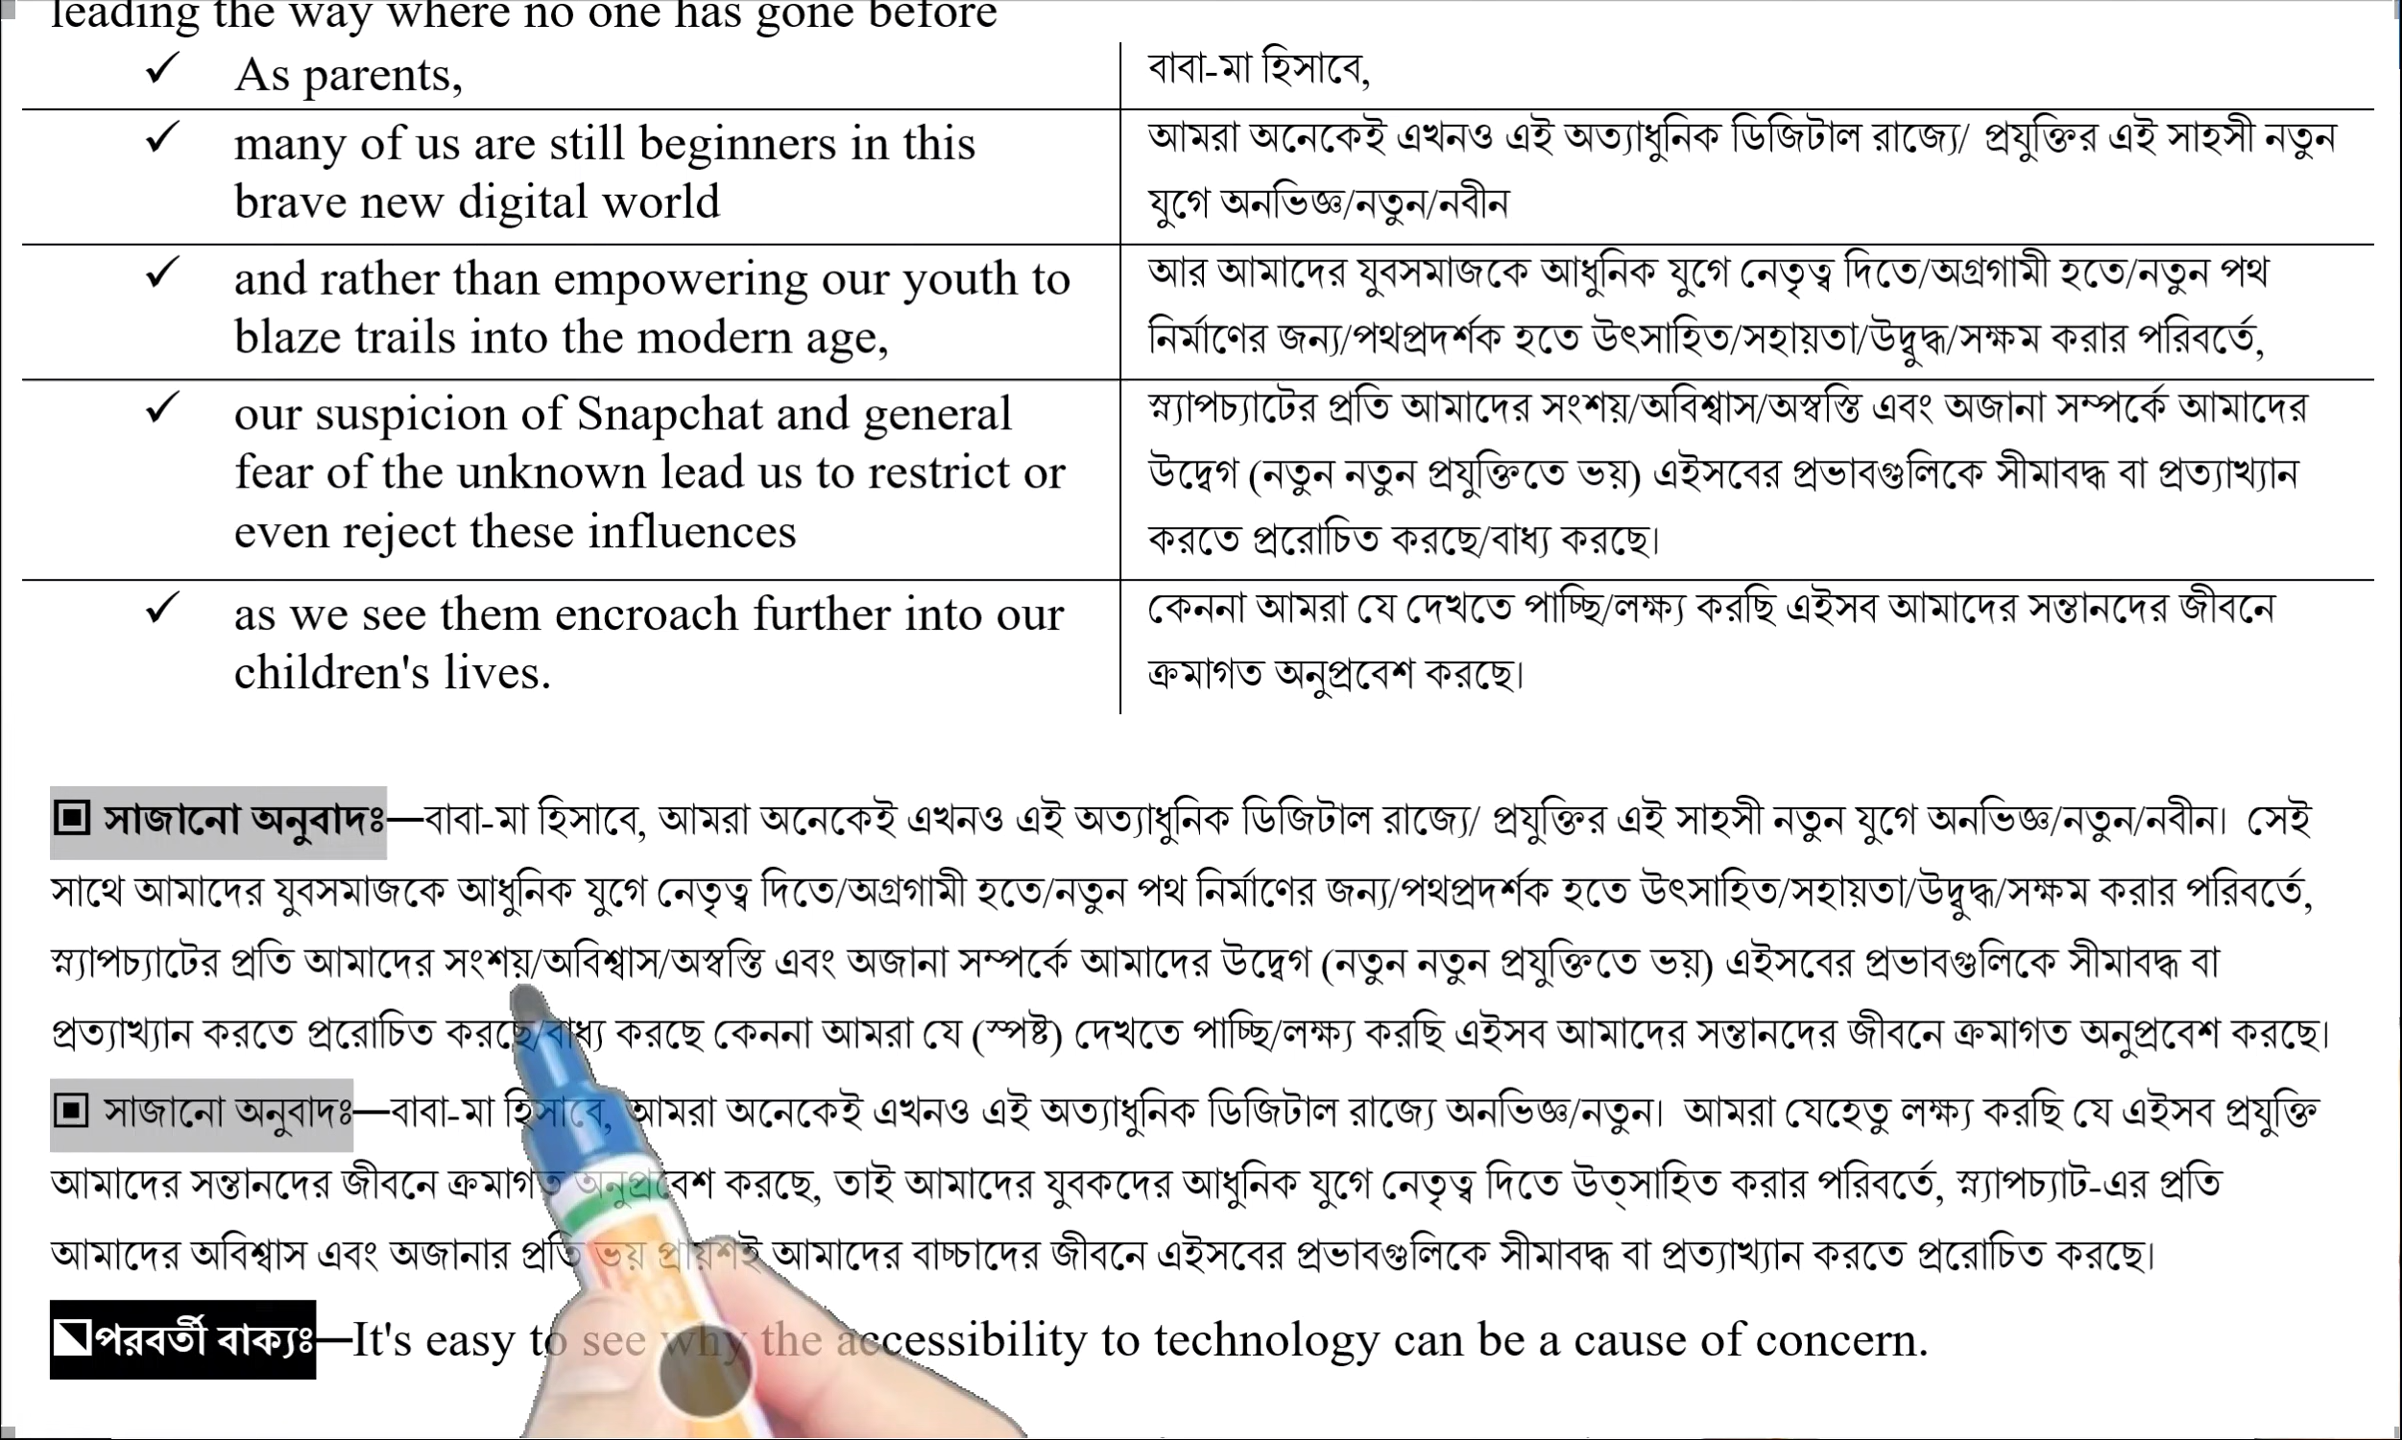 leading the way where no one has gone before
✓ As parents,
বাবা-মা হিসাবে,
✓ many of us are still beginners in this
brave new digital world
আমরা অনেকেই এখনও এই অত্যাধুনিক ডিজিটাল রাজ্যে/ প্রযুক্তির এই সাহসী নতুন
যুগে অনভিজ্ঞ/নতুন/নবীন
✓ and rather than empowering our youth to
blaze trails into the modern age,
আর আমাদের যুবসমাজকে আধুনিক যুগে নেতৃত্ব দিতে/অগ্রগামী হতে/নতুন পথ
নির্মাণের জন্য/পথপ্রদর্শক হতে উৎসাহিত/সহায়তা/উদ্বুদ্ধ/সক্ষম করার পরিবর্তে,
✓ our suspicion of Snapchat and general
fear of the unknown lead us to restrict or
even reject these influences
স্ন্যাপচ্যাটের প্রতি আমাদের সংশয়/অবিশ্বাস/অস্বস্তি এবং অজানা সম্পর্কে আমাদের
উদ্বেগ (নতুন নতুন প্রযুক্তিতে ভয়) এইসবের প্রভাবগুলিকে সীমাবদ্ধ বা প্রত্যাখ্যান
করতে প্ররোচিত করছে/বাধ্য করছে।
✓ as we see them encroach further into our
children's lives.
কেননা আমরা যে দেখতে পাচ্ছি/লক্ষ্য করছি এইসব আমাদের সন্তানদের জীবনে
ক্রমাগত অনুপ্রবেশ করছে।
▣ সাজানো অনুবাদঃ—বাবা-মা হিসাবে, আমরা অনেকেই এখনও এই অত্যাধুনিক ডিজিটাল রাজ্যে/ প্রযুক্তির এই সাহসী নতুন যুগে অনভিজ্ঞ/নতুন/নবীন। সেই
সাথে আমাদের যুবসমাজকে আধুনিক যুগে নেতৃত্ব দিতে/অগ্রগামী হতে/নতুন পথ নির্মাণের জন্য/পথপ্রদর্শক হতে উৎসাহিত/সহায়তা/উদ্বুদ্ধ/সক্ষম করার পরিবর্তে,
স্ন্যাপচ্যাটের প্রতি আমাদের সংশয়/অবিশ্বাস/অস্বস্তি এবং অজানা সম্পর্কে আমাদের উদ্বেগ (নতুন নতুন প্রযুক্তিতে ভয়) এইসবের প্রভাবগুলিকে সীমাবদ্ধ বা
প্রত্যাখ্যান করতে প্ররোচিত করছে/বাধ্য করছে কেননা আমরা যে (স্পষ্ট) দেখতে পাচ্ছি/লক্ষ্য করছি এইসব আমাদের সন্তানদের জীবনে ক্রমাগত অনুপ্রবেশ করছে।
▣ সাজানো অনুবাদঃ—বাবা-মা হিসাবে, আমরা অনেকেই এখনও এই অত্যাধুনিক ডিজিটাল রাজ্যে অনভিজ্ঞ/নতুন। আমরা যেহেতু লক্ষ্য করছি যে এইসব প্রযুক্তি
আমাদের সন্তানদের জীবনে ক্রমাগত অনুপ্রবেশ করছে, তাই আমাদের যুবকদের আধুনিক যুগে নেতৃত্ব দিতে উত্সাহিত করার পরিবর্তে, স্ন্যাপচ্যাট-এর প্রতি
আমাদের অবিশ্বাস এবং অজানার প্রতি ভয় প্রায়শই আমাদের বাচ্চাদের জীবনে এইসবের প্রভাবগুলিকে সীমাবদ্ধ বা প্রত্যাখ্যান করতে প্ররোচিত করছে।
পরবর্তী বাক্যঃ—It's easy to see why the accessibility to technology can be a cause of concern.